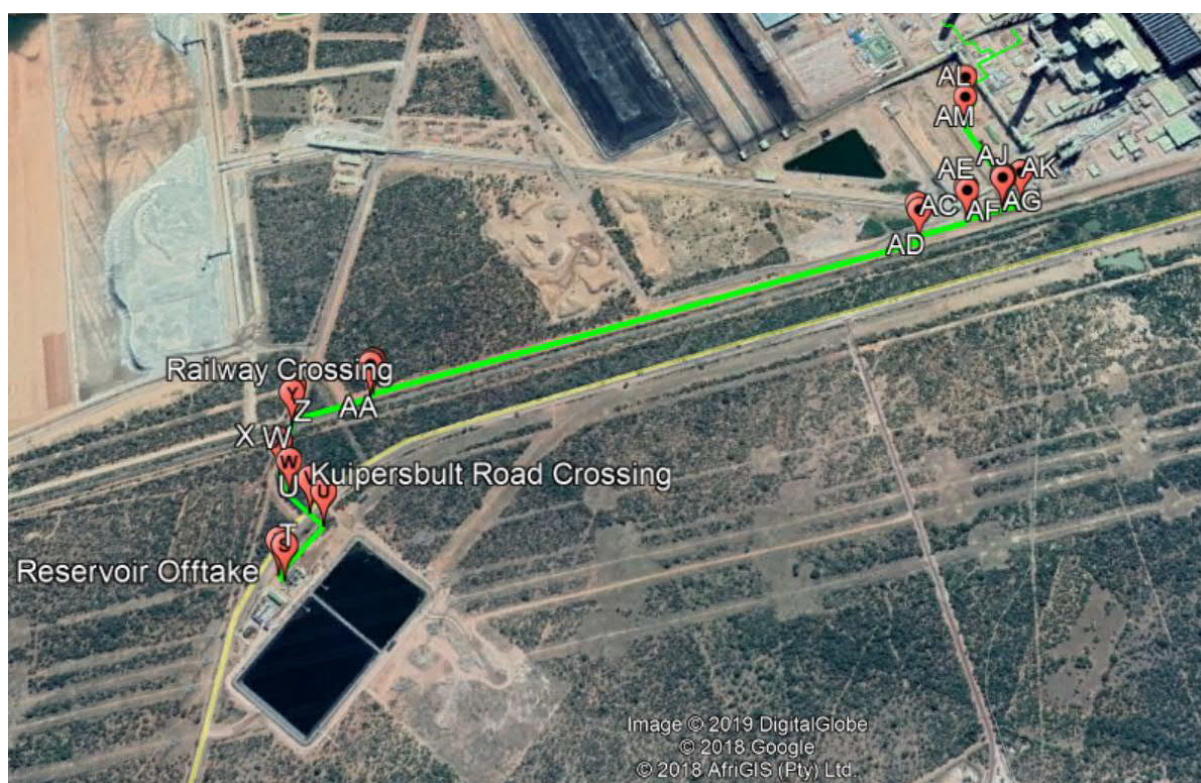 AL
AM
AJ
AE
AK
AC
AF
AG
AD
Railway Crossing
Y
Z
AA
X
W
W
U
Kuipersbult Road Crossing
U
T
Reservoir Offtake
Image © 2019 DigitalGlobe
© 2018 Google
© 2018 AfriGIS (Pty) Ltd.